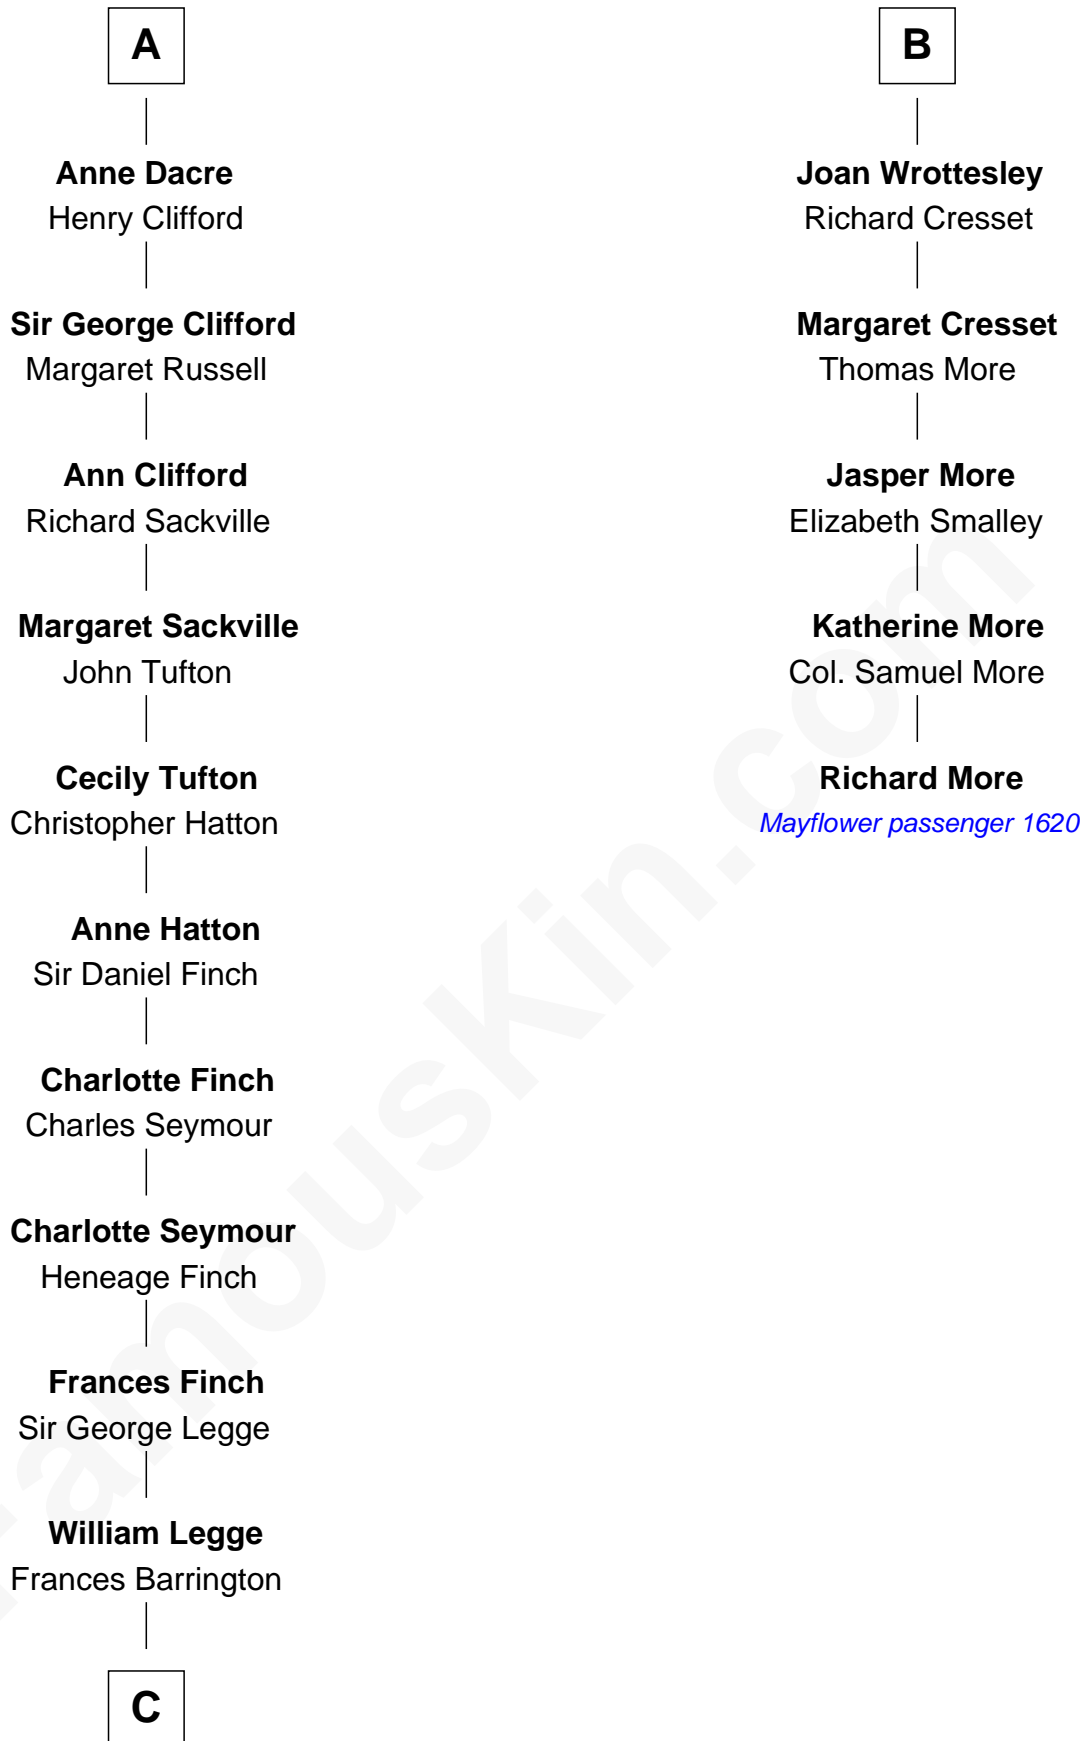 A
Anne Dacre
Henry Clifford
Sir George Clifford
Margaret Russell
Ann Clifford
Richard Sackville
Margaret Sackville
John Tufton
Cecily Tufton
Christopher Hatton
Anne Hatton
Sir Daniel Finch
Charlotte Finch
Charles Seymour
Charlotte Seymour
Heneage Finch
Frances Finch
Sir George Legge
William Legge
Frances Barrington
C
B
Joan Wrottesley
Richard Cresset
Margaret Cresset
Thomas More
Jasper More
Elizabeth Smalley
Katherine More
Col. Samuel More
Richard More
Mayflower passenger 1620
FamousKin.com